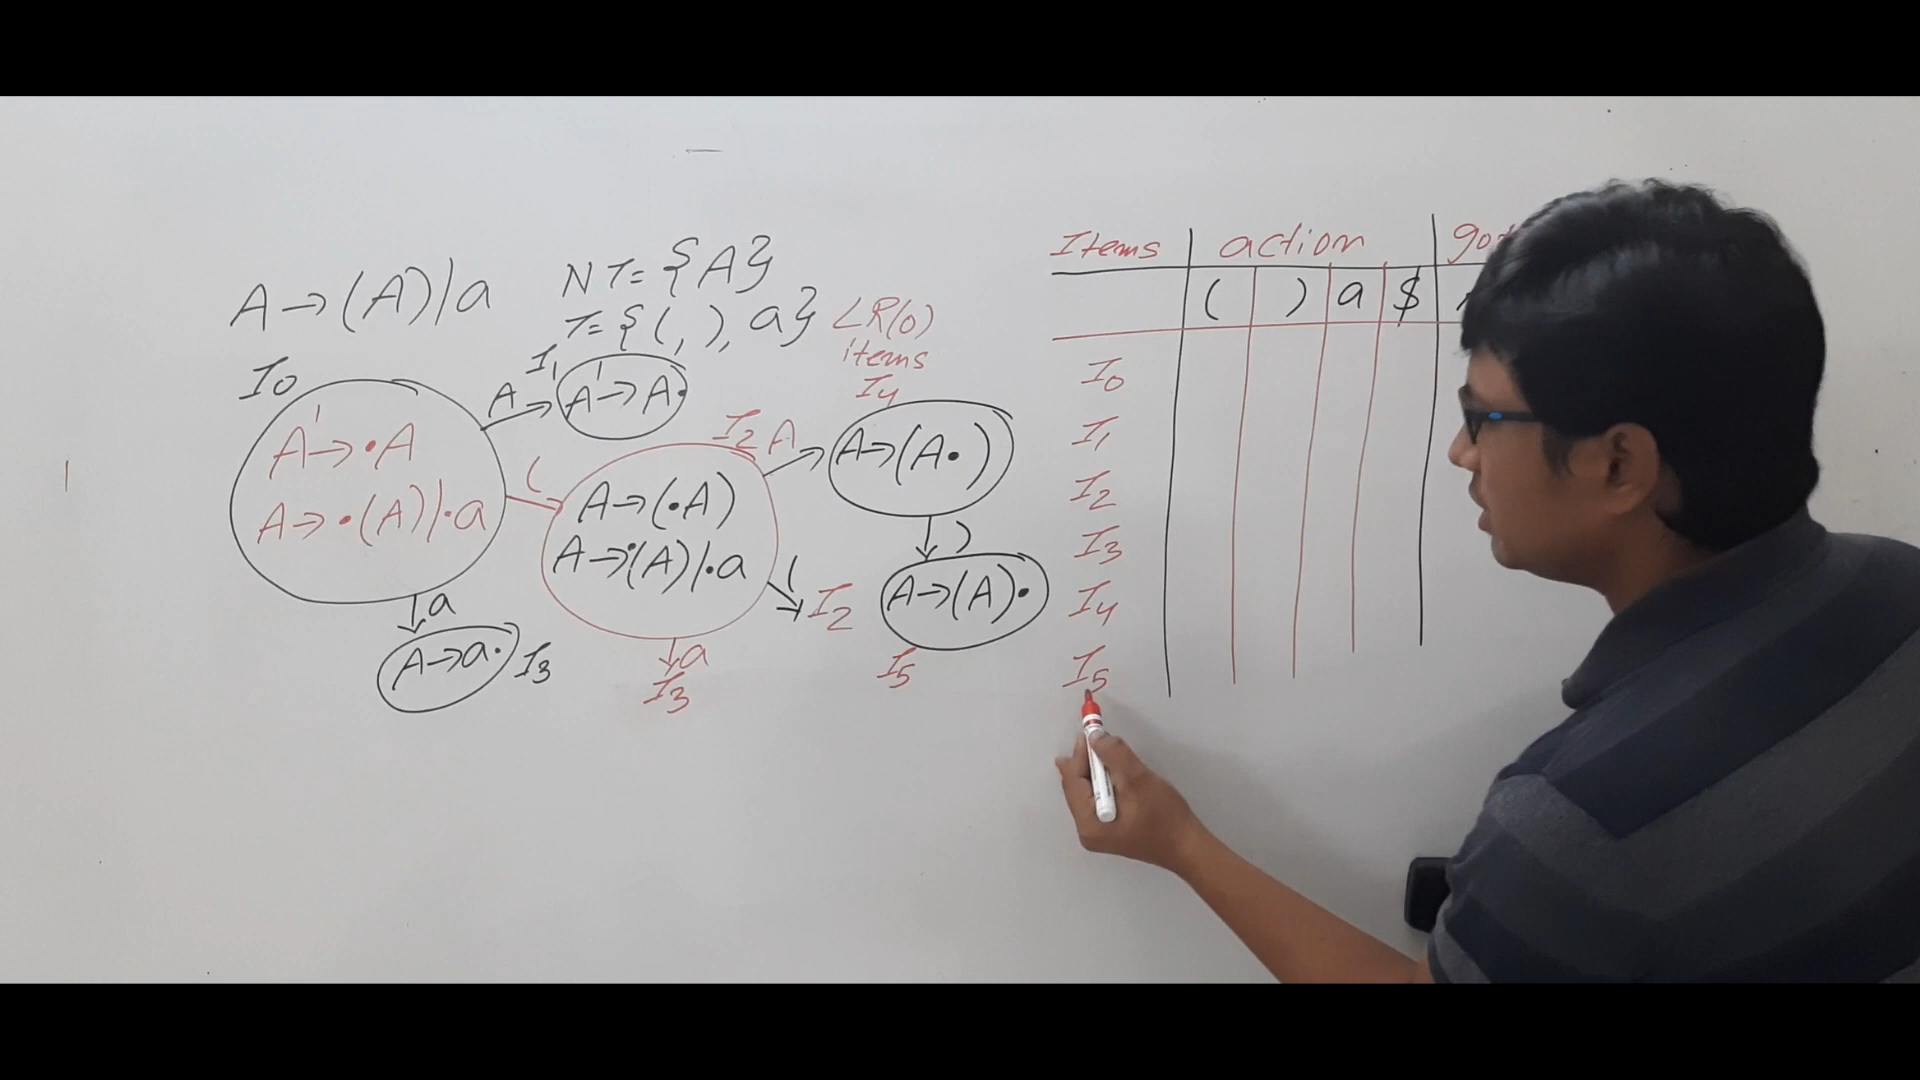 A→(A)/a
NT={A}
T={(,),a}
LR(0)
items
I0
A'→•A
A→•(A)/•a
A
I1
A'→A•
(
I2
A→(•A)
A→•(A)/•a
A
I4
A→(A•)
)
A→(A)•
I5
( I2
a
I3
a
A→a•
I3
Items action
( ) a $
I0
I1
I2
I3
I4
I5